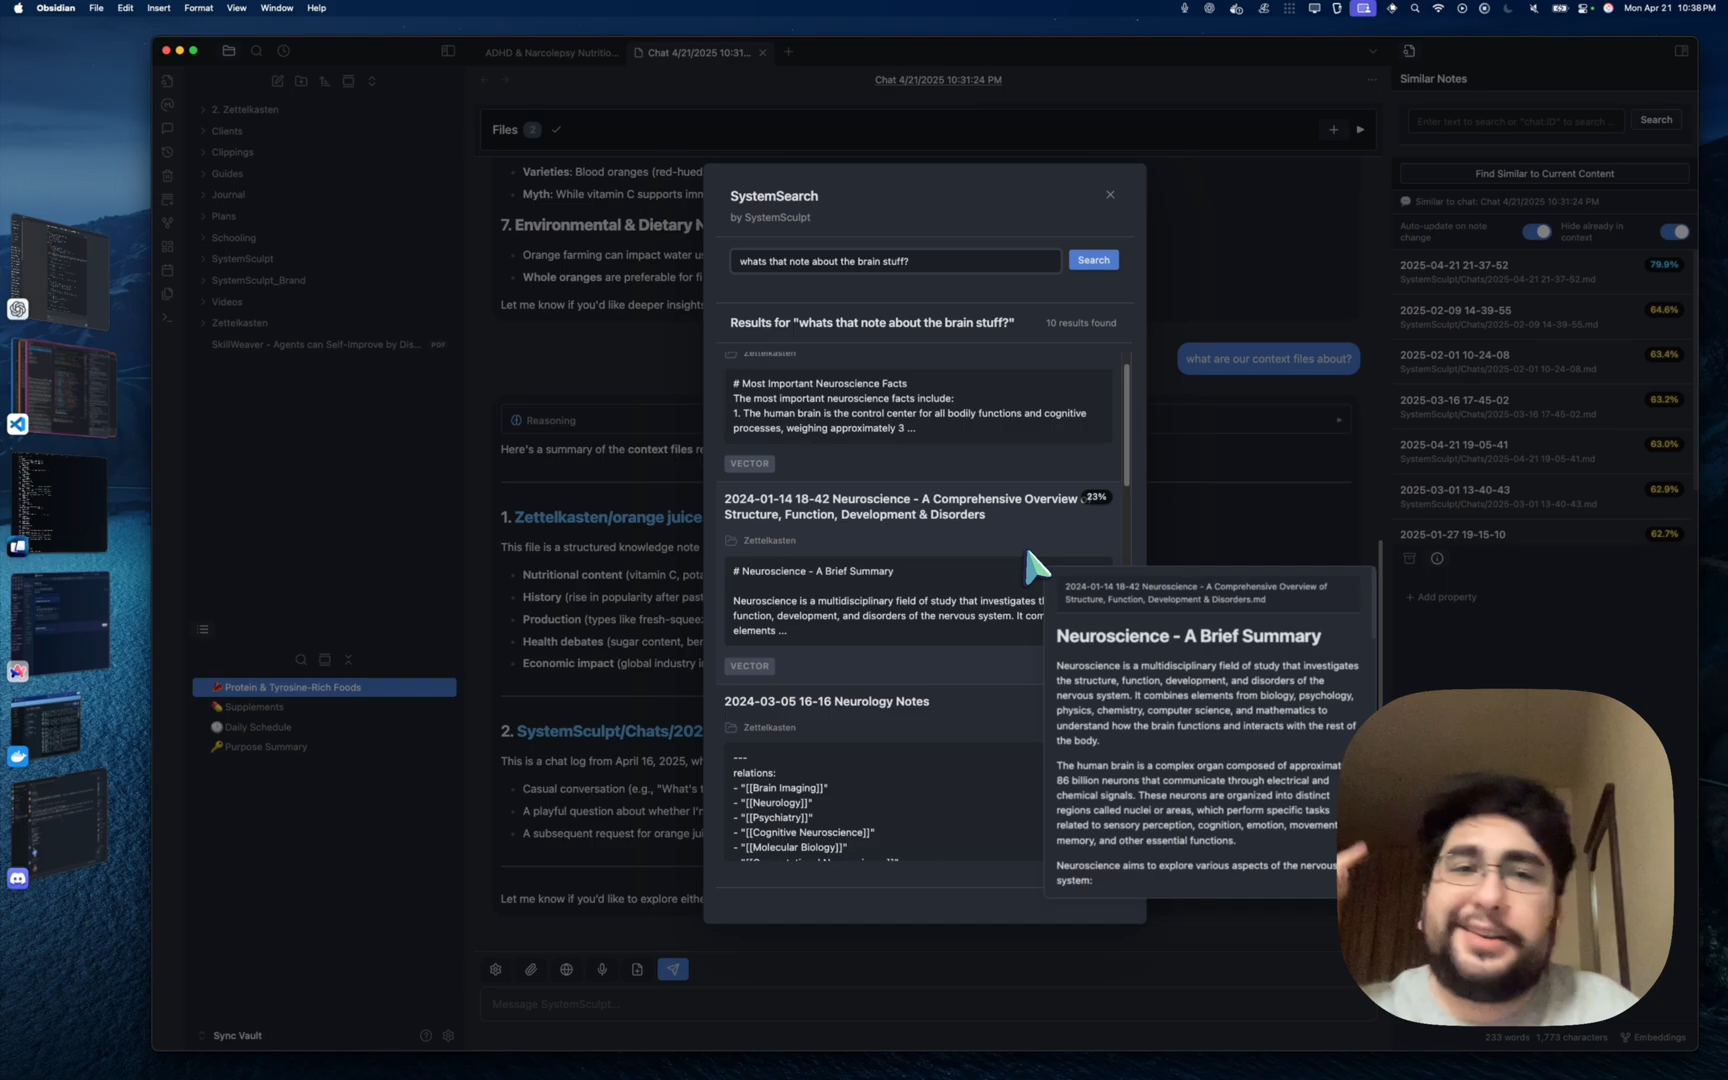 Obsidian File Edit Insert Format View Window Help
Mon Apr 21 10:38 PM
ADHD & Narcolepsy Nutritio...
Chat 4/21/2025 10:31...
Chat 4/21/2025 10:31:24 PM
2. Zettelkasten
Clients
Clippings
Guides
Journal
Plans
Schooling
SystemSculpt
SystemSculpt_Brand
Videos
Zettelkasten
SkillWeaver - Agents can Self-Improve by Dis... PDF
Protein & Tyrosine-Rich Foods
Supplements
Daily Schedule
Purpose Summary
Sync Vault
Files 2
Varieties: Blood oranges (red-hued
Myth: While vitamin C supports imm
7. Environmental & Dietary N
Orange farming can impact water us
Whole oranges are preferable for fi
Let me know if you'd like deeper insights
what are our context files about?
Reasoning
Here's a summary of the context files re
1. Zettelkasten/orange juice
This file is a structured knowledge note
Nutritional content (vitamin C, pota
History (rise in popularity after past
Production (types like fresh-squeez
Health debates (sugar content, ben
Economic impact (global industry i
2. SystemSculpt/Chats/202
This is a chat log from April 16, 2025, wh
Casual conversation (e.g., "What's t
A playful question about whether I'm
A subsequent request for orange jui
Let me know if you'd like to explore eithe
Message SystemSculpt...
SystemSearch
by SystemSculpt
whats that note about the brain stuff?
Search
Results for "whats that note about the brain stuff?"
10 results found
Zettelkasten
# Most Important Neuroscience Facts
The most important neuroscience facts include:
1. The human brain is the control center for all bodily functions and cognitive
processes, weighing approximately 3 ...
VECTOR
2024-01-14 18-42 Neuroscience - A Comprehensive Overview
23%
Structure, Function, Development & Disorders
Zettelkasten
# Neuroscience - A Brief Summary
Neuroscience is a multidisciplinary field of study that investigates th
function, development, and disorders of the nervous system. It com
elements ...
VECTOR
2024-03-05 16-16 Neurology Notes
Zettelkasten
---
relations:
- "[[Brain Imaging]]"
- "[[Neurology]]"
- "[[Psychiatry]]"
- "[[Cognitive Neuroscience]]"
- "[[Molecular Biology]]"
2024-01-14 18-42 Neuroscience - A Comprehensive Overview of
Structure, Function, Development & Disorders.md
Neuroscience - A Brief Summary
Neuroscience is a multidisciplinary field of study that investigates
the structure, function, development, and disorders of the
nervous system. It combines elements from biology, psychology,
physics, chemistry, computer science, and mathematics to
understand how the brain functions and interacts with the rest of
the body.
The human brain is a complex organ composed of approximat
86 billion neurons that communicate through electrical and
chemical signals. These neurons are organized into distinct
regions called nuclei or areas, which perform specific tasks
related to sensory perception, cognition, emotion, movement
memory, and other essential functions.
Neuroscience aims to explore various aspects of the nervous
system:
Similar Notes
Enter text to search or "chat:ID" to search ...
Search
Find Similar to Current Content
Similar to chat: Chat 4/21/2025 10:31:24 PM
Auto-update on note
change
Hide already in
context
2025-04-21 21-37-52 79.9%
SystemSculpt/Chats/2025-04-21 21-37-52.md
2025-02-09 14-39-55 64.6%
SystemSculpt/Chats/2025-02-09 14-39-55.md
2025-02-01 10-24-08 63.4%
SystemSculpt/Chats/2025-02-01 10-24-08.md
2025-03-16 17-45-02 63.2%
SystemSculpt/Chats/2025-03-16 17-45-02.md
2025-04-21 19-05-41 63.0%
SystemSculpt/Chats/2025-04-21 19-05-41.md
2025-03-01 13-40-43 62.9%
SystemSculpt/Chats/2025-03-01 13-40-43.md
2025-01-27 19-15-10 62.7%
+ Add property
233 words 1,773 characters Embeddings